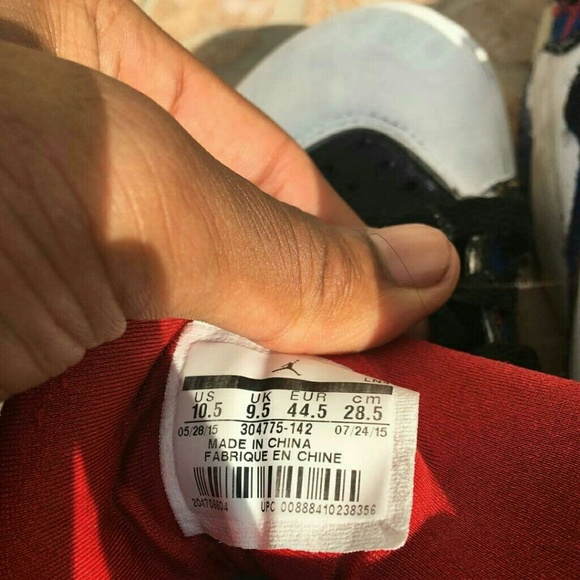 US UK EUR cm
10.5 9.5 44.5 28.5
05/28/15 304775-142 07/24/15
MADE IN CHINA
FABRIQUE EN CHINE
UPC 00888410238356